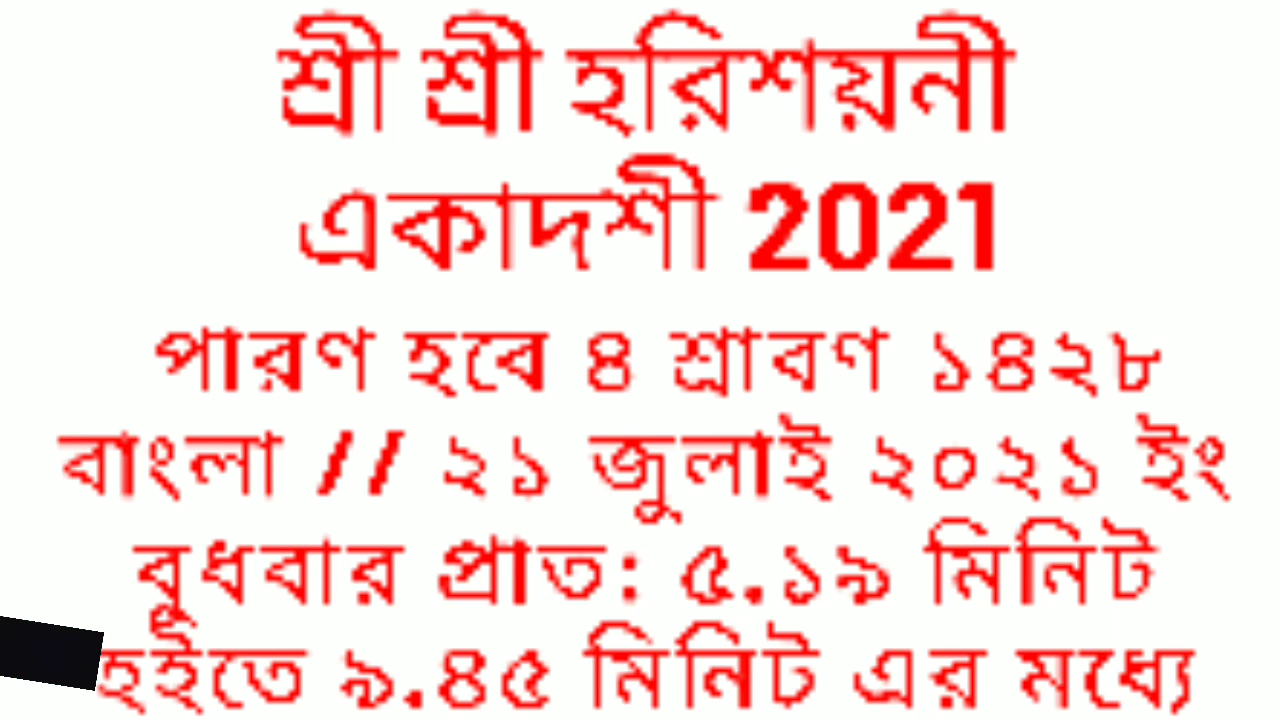 শ্রী শ্রী হরিশয়নী
একাদশী 2021
পারণ হবে ৪ শ্রাবণ ১৪২৮
বাংলা // ২১ জুলাই ২০২১ ইং
বুধবার প্রাত: ৫.১৯ মিনিট
হইতে ৯.৪৫ মিনিট এর মধ্যে